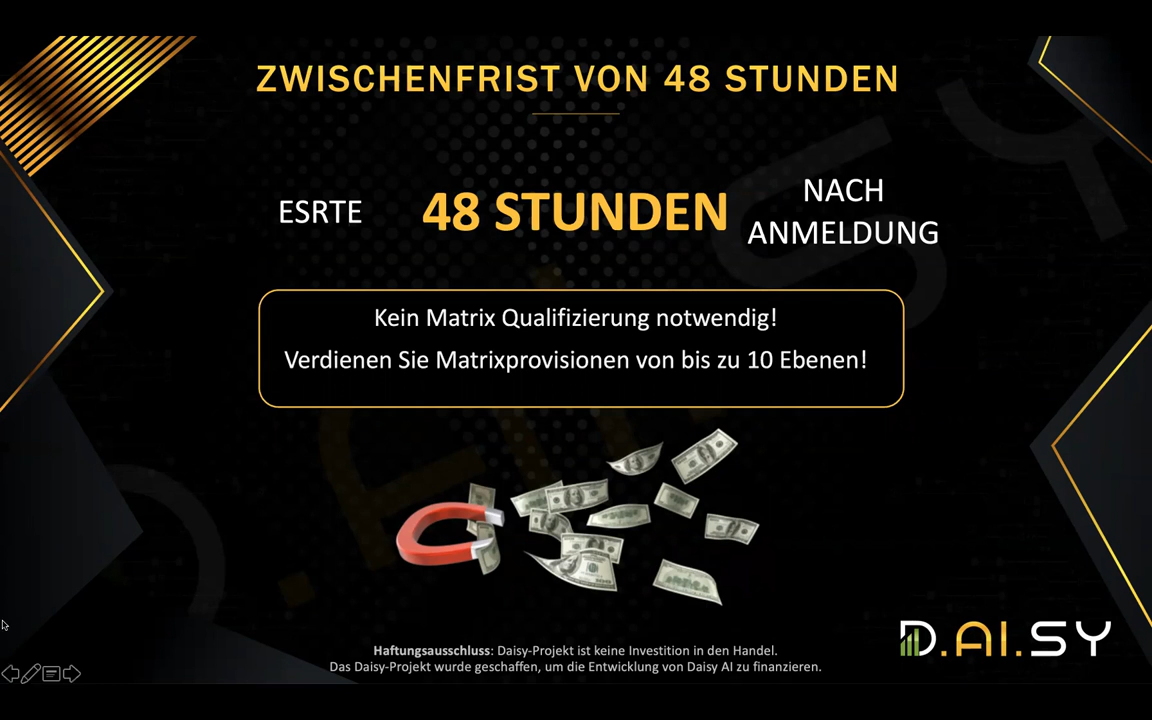 ZWISCHENFRIST VON 48 STUNDEN
ESRTE
48 STUNDEN
NACH
ANMELDUNG
Kein Matrix Qualifizierung notwendig!
Verdienen Sie Matrixprovisionen von bis zu 10 Ebenen!
Haftungsausschluss: Daisy-Projekt ist keine Investition in den Handel.
Das Daisy-Projekt wurde geschaffen, um die Entwicklung von Daisy AI zu finanzieren.
D.AI.SY